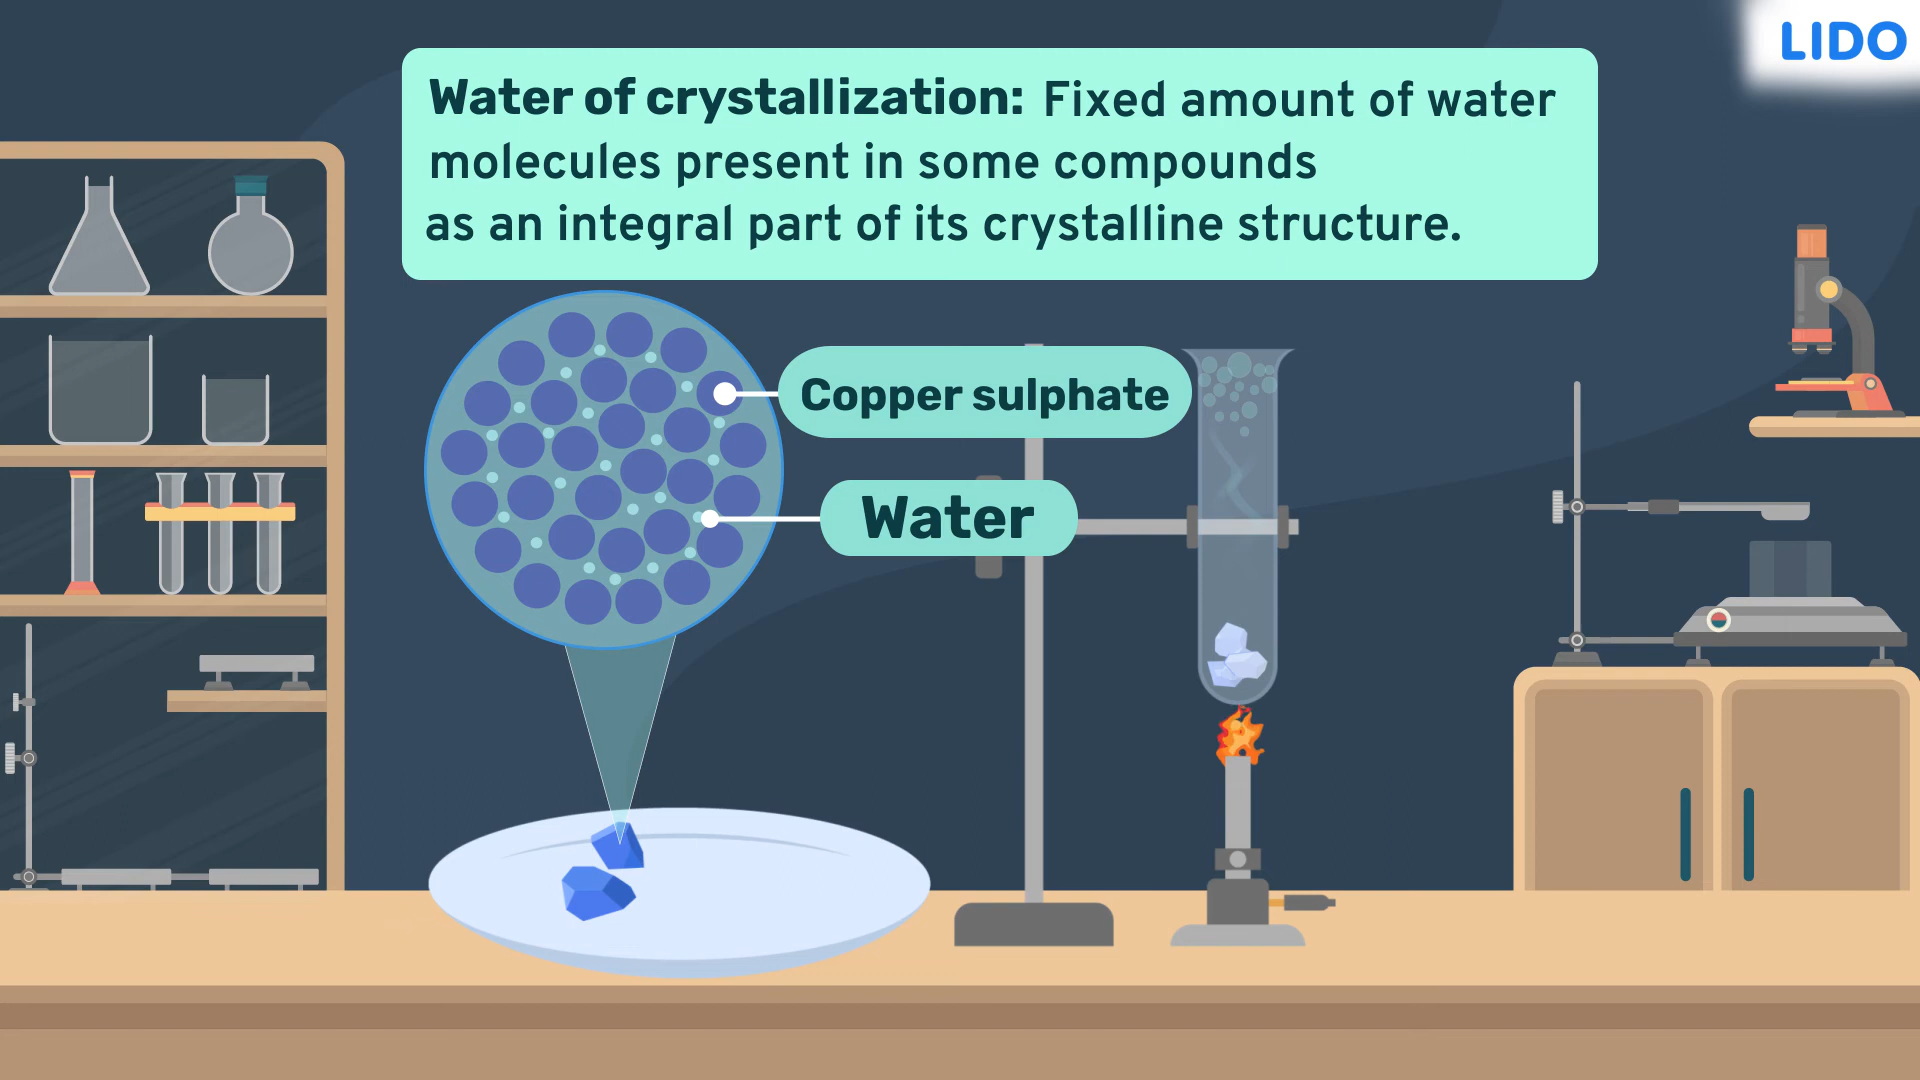 LIDO
Water of crystallization: Fixed amount of water
molecules present in some compounds
as an integral part of its crystalline structure.
Copper sulphate
Water